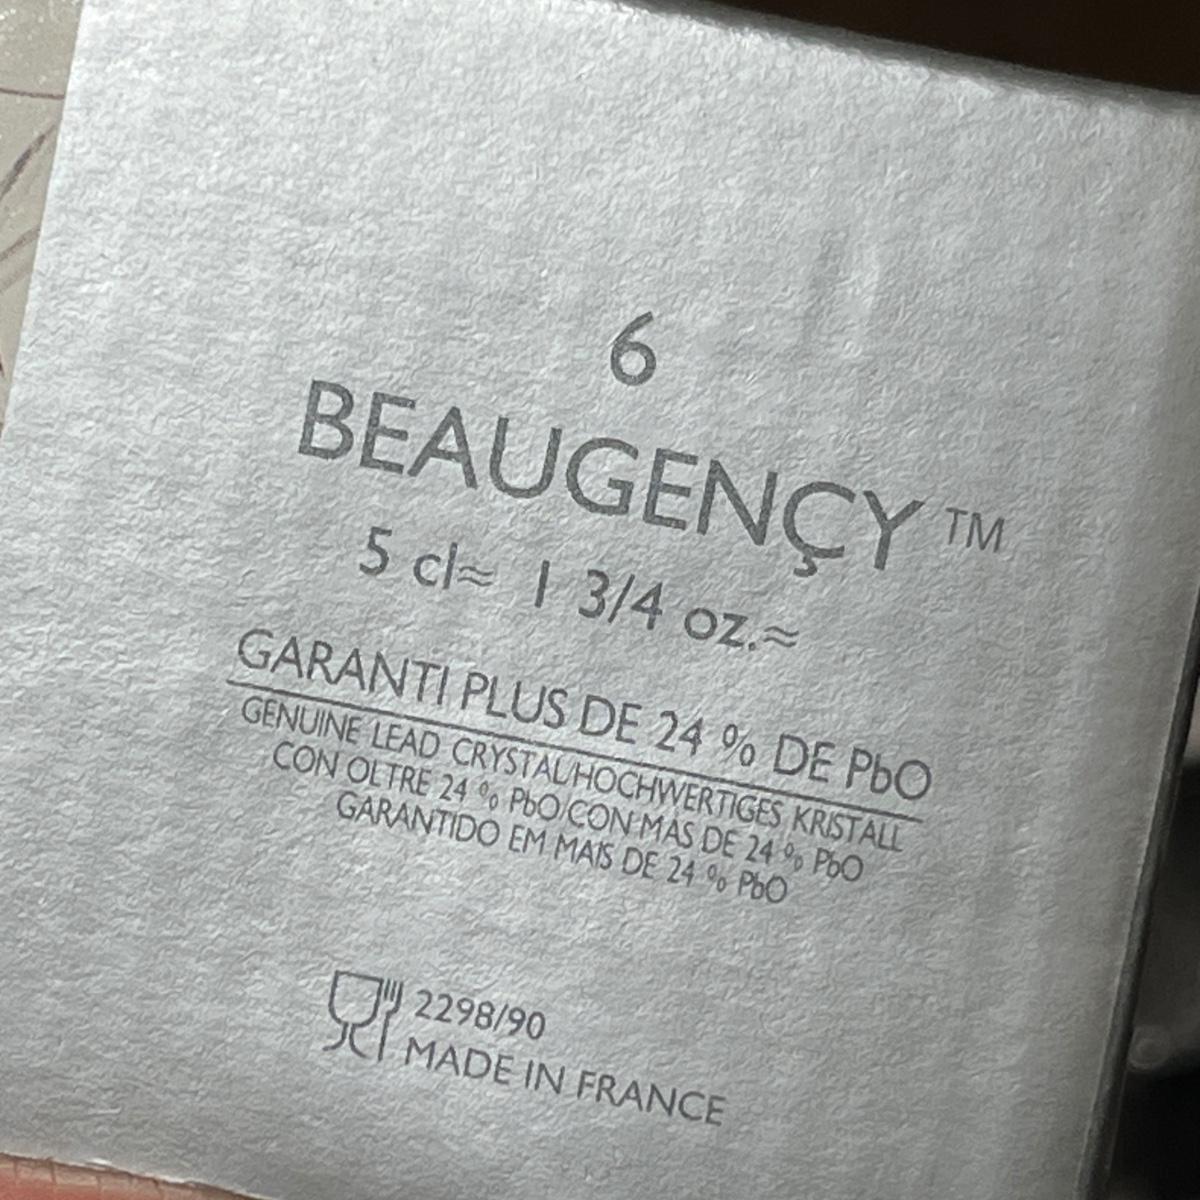 6
BEAUGENÇY ™
5 cl≈ 1 3/4 oz.≈
GARANTI PLUS DE 24 % DE PbO
GENUINE LEAD CRYSTAL/HOCHWERTIGES KRISTALL
CON OLTRE 24 % PbO/CON MAS DE 24 % PbO
GARANTIDO EM MAIS DE 24 % PbO
2298/90
MADE IN FRANCE